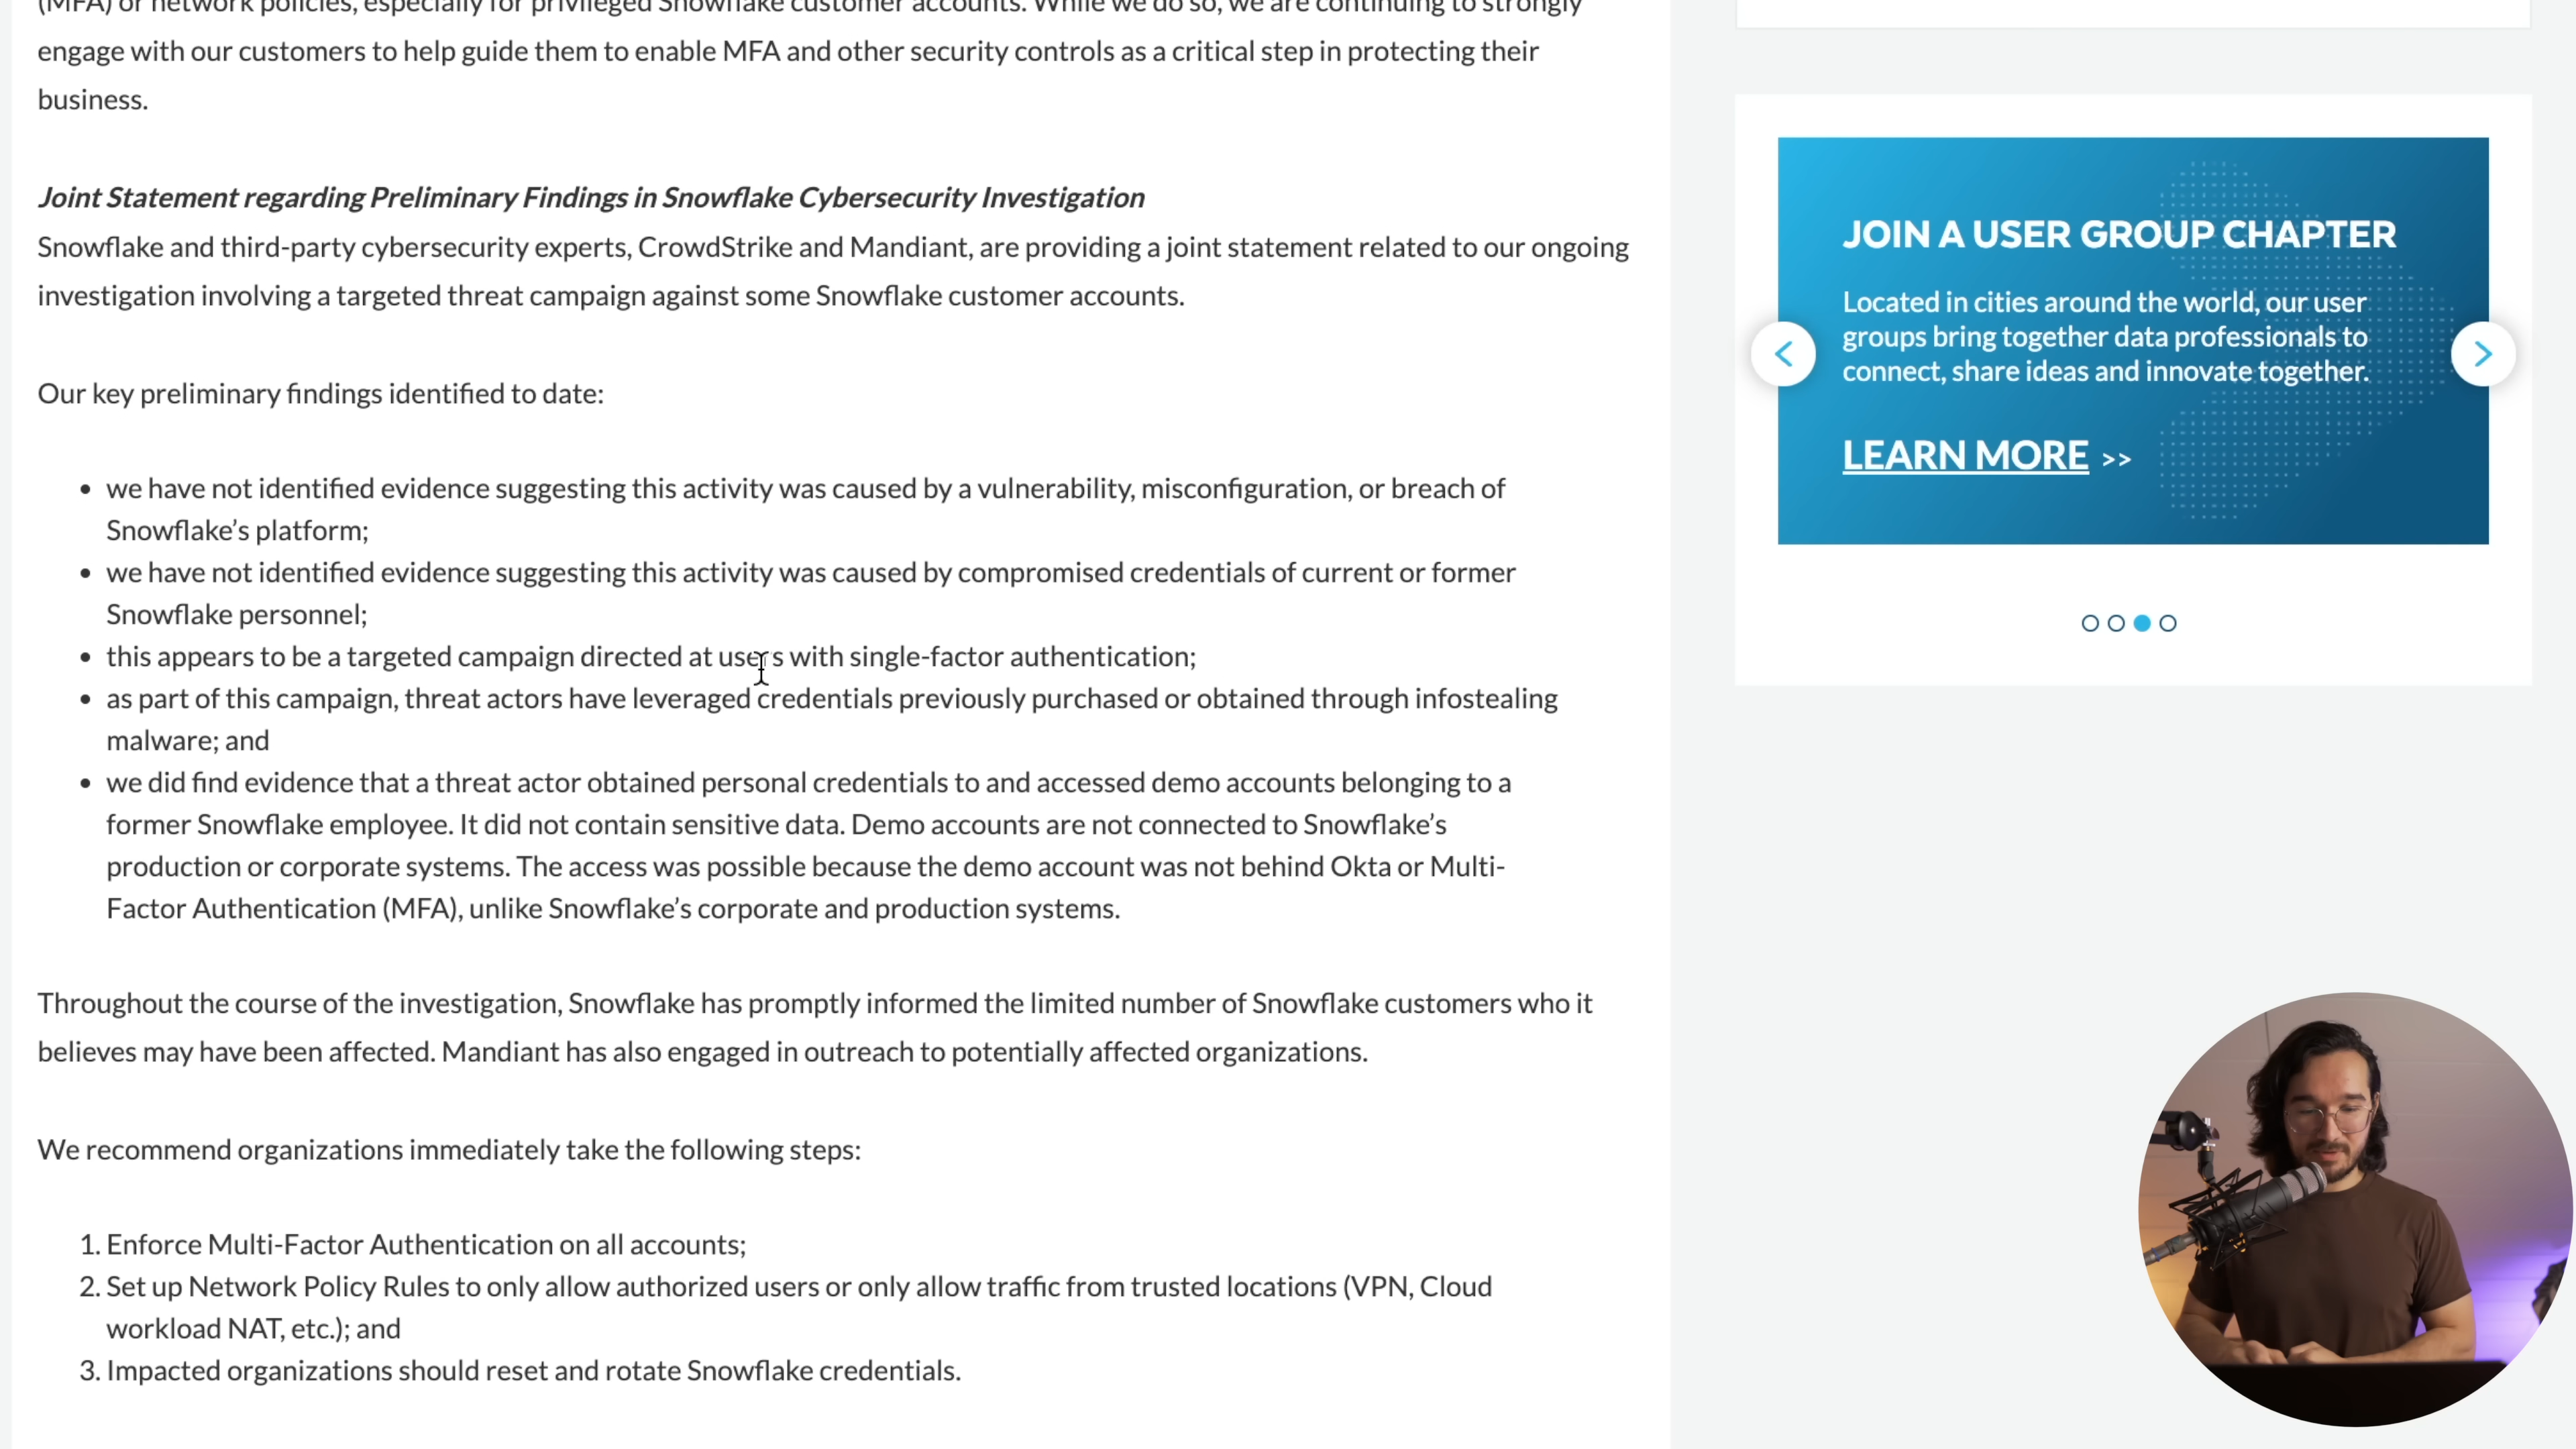 (MFA) or network policies, especially for privileged Snowflake customer accounts. While we do so, we are continuing to strongly
engage with our customers to help guide them to enable MFA and other security controls as a critical step in protecting their
business.
Joint Statement regarding Preliminary Findings in Snowflake Cybersecurity Investigation
Snowflake and third-party cybersecurity experts, CrowdStrike and Mandiant, are providing a joint statement related to our ongoing
investigation involving a targeted threat campaign against some Snowflake customer accounts.
Our key preliminary findings identified to date:
• we have not identified evidence suggesting this activity was caused by a vulnerability, misconfiguration, or breach of
Snowflake’s platform;
• we have not identified evidence suggesting this activity was caused by compromised credentials of current or former
Snowflake personnel;
• this appears to be a targeted campaign directed at users with single-factor authentication;
• as part of this campaign, threat actors have leveraged credentials previously purchased or obtained through infostealing
malware; and
• we did find evidence that a threat actor obtained personal credentials to and accessed demo accounts belonging to a
former Snowflake employee. It did not contain sensitive data. Demo accounts are not connected to Snowflake’s
production or corporate systems. The access was possible because the demo account was not behind Okta or Multi-
Factor Authentication (MFA), unlike Snowflake’s corporate and production systems.
Throughout the course of the investigation, Snowflake has promptly informed the limited number of Snowflake customers who it
believes may have been affected. Mandiant has also engaged in outreach to potentially affected organizations.
We recommend organizations immediately take the following steps:
1. Enforce Multi-Factor Authentication on all accounts;
2. Set up Network Policy Rules to only allow authorized users or only allow traffic from trusted locations (VPN, Cloud
workload NAT, etc.); and
3. Impacted organizations should reset and rotate Snowflake credentials.
JOIN A USER GROUP CHAPTER
Located in cities around the world, our user
groups bring together data professionals to
connect, share ideas and innovate together.
LEARN MORE >>